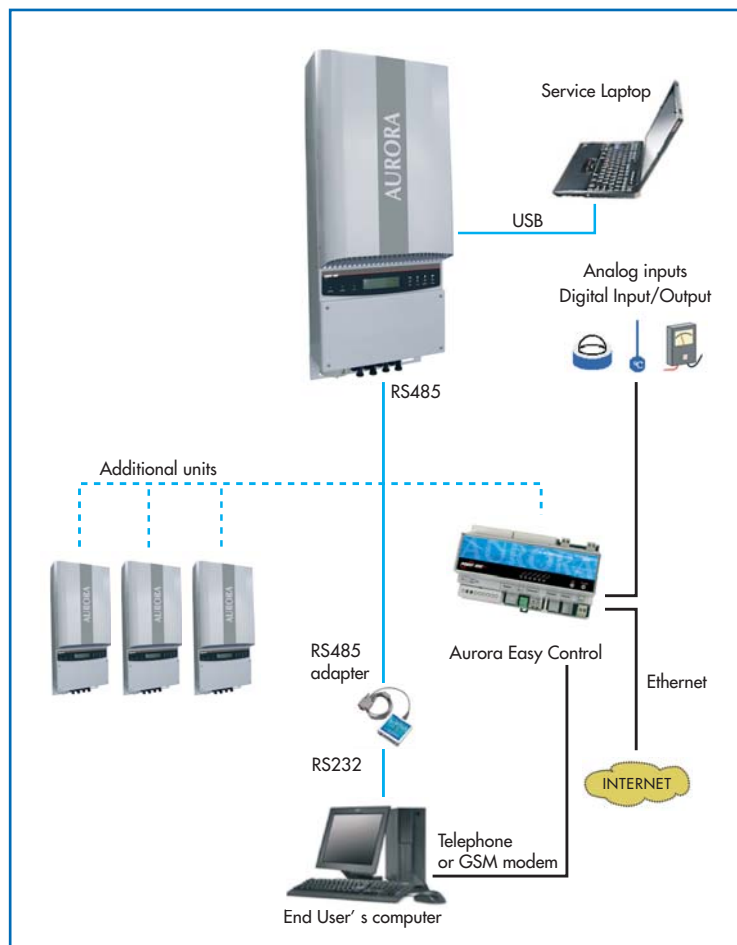 AURORA
Service Laptop
USB
Analog inputs
Digital Input/Output
RS485
Additional units
AURORA
AURORA
AURORA
AURORA
Aurora Easy Control
RS485
adapter
Ethernet
RS232
INTERNET
Telephone
or GSM modem
End User' s computer